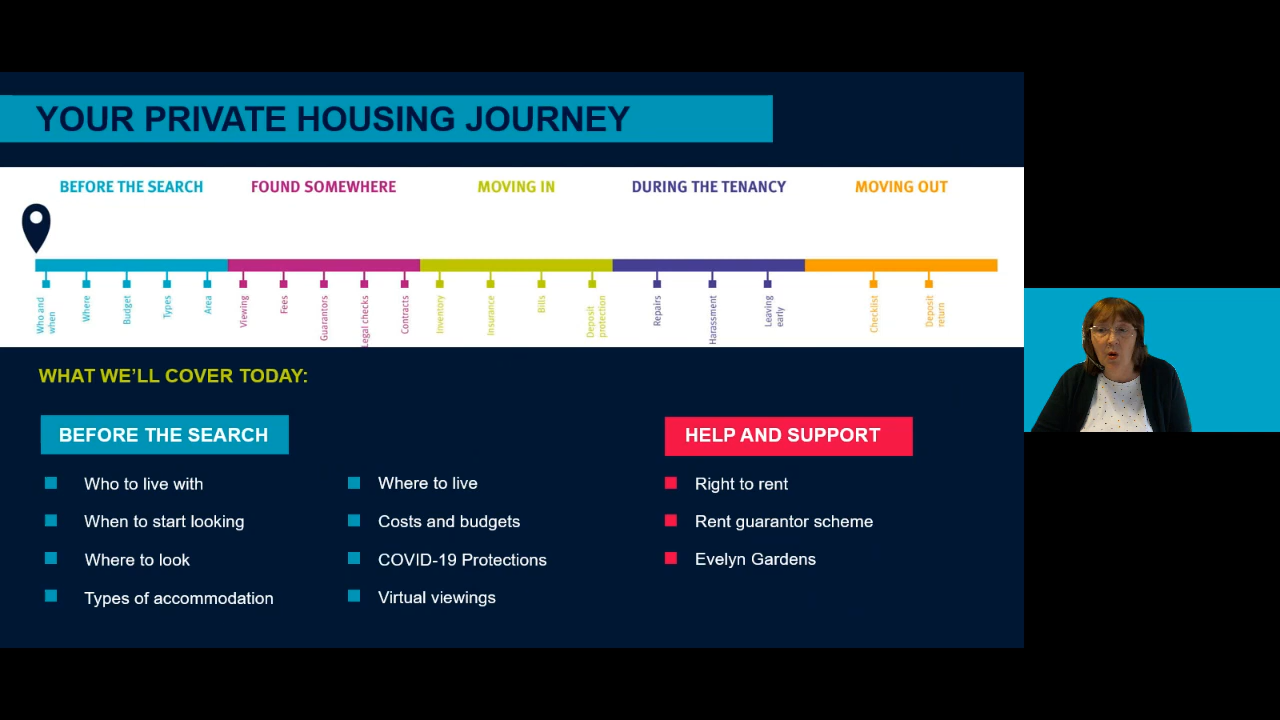 YOUR PRIVATE HOUSING JOURNEY
BEFORE THE SEARCH
FOUND SOMEWHERE
MOVING IN
DURING THE TENANCY
MOVING OUT
Who and
when
Where
Budget
Types
Area
Viewing
Fees
Guarantors
Legal checks
Contracts
Inventory
Insurance
Bills
Deposit
protection
Repairs
Harassment
Leaving
early
Checklist
Deposit
return
WHAT WE’LL COVER TODAY:
BEFORE THE SEARCH
Who to live with
When to start looking
Where to look
Types of accommodation
Where to live
Costs and budgets
COVID-19 Protections
Virtual viewings
HELP AND SUPPORT
Right to rent
Rent guarantor scheme
Evelyn Gardens